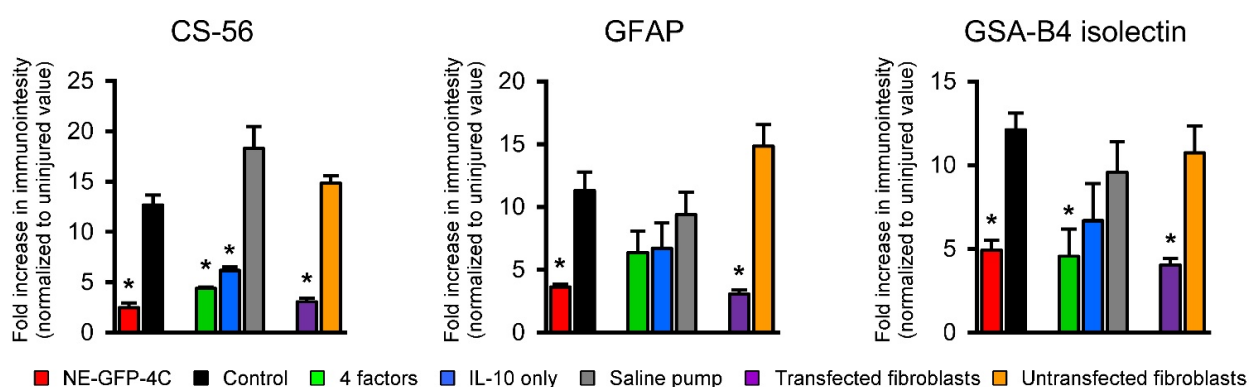 CS-56
GFAP
GSA-B4 isolectin
Fold increase in immunointesity
(normalized to uninjured value)
25
20
15
10
5
0
*
*
*
*
Fold increase in immunointesity
(normalized to uninjured value)
20
15
10
5
0
*
*
Fold increase in immunointesity
(normalized to uninjured value)
15
10
5
0
*
*
*
NE-GFP-4C Control 4 factors IL-10 only Saline pump Transfected fibroblasts Untransfected fibroblasts